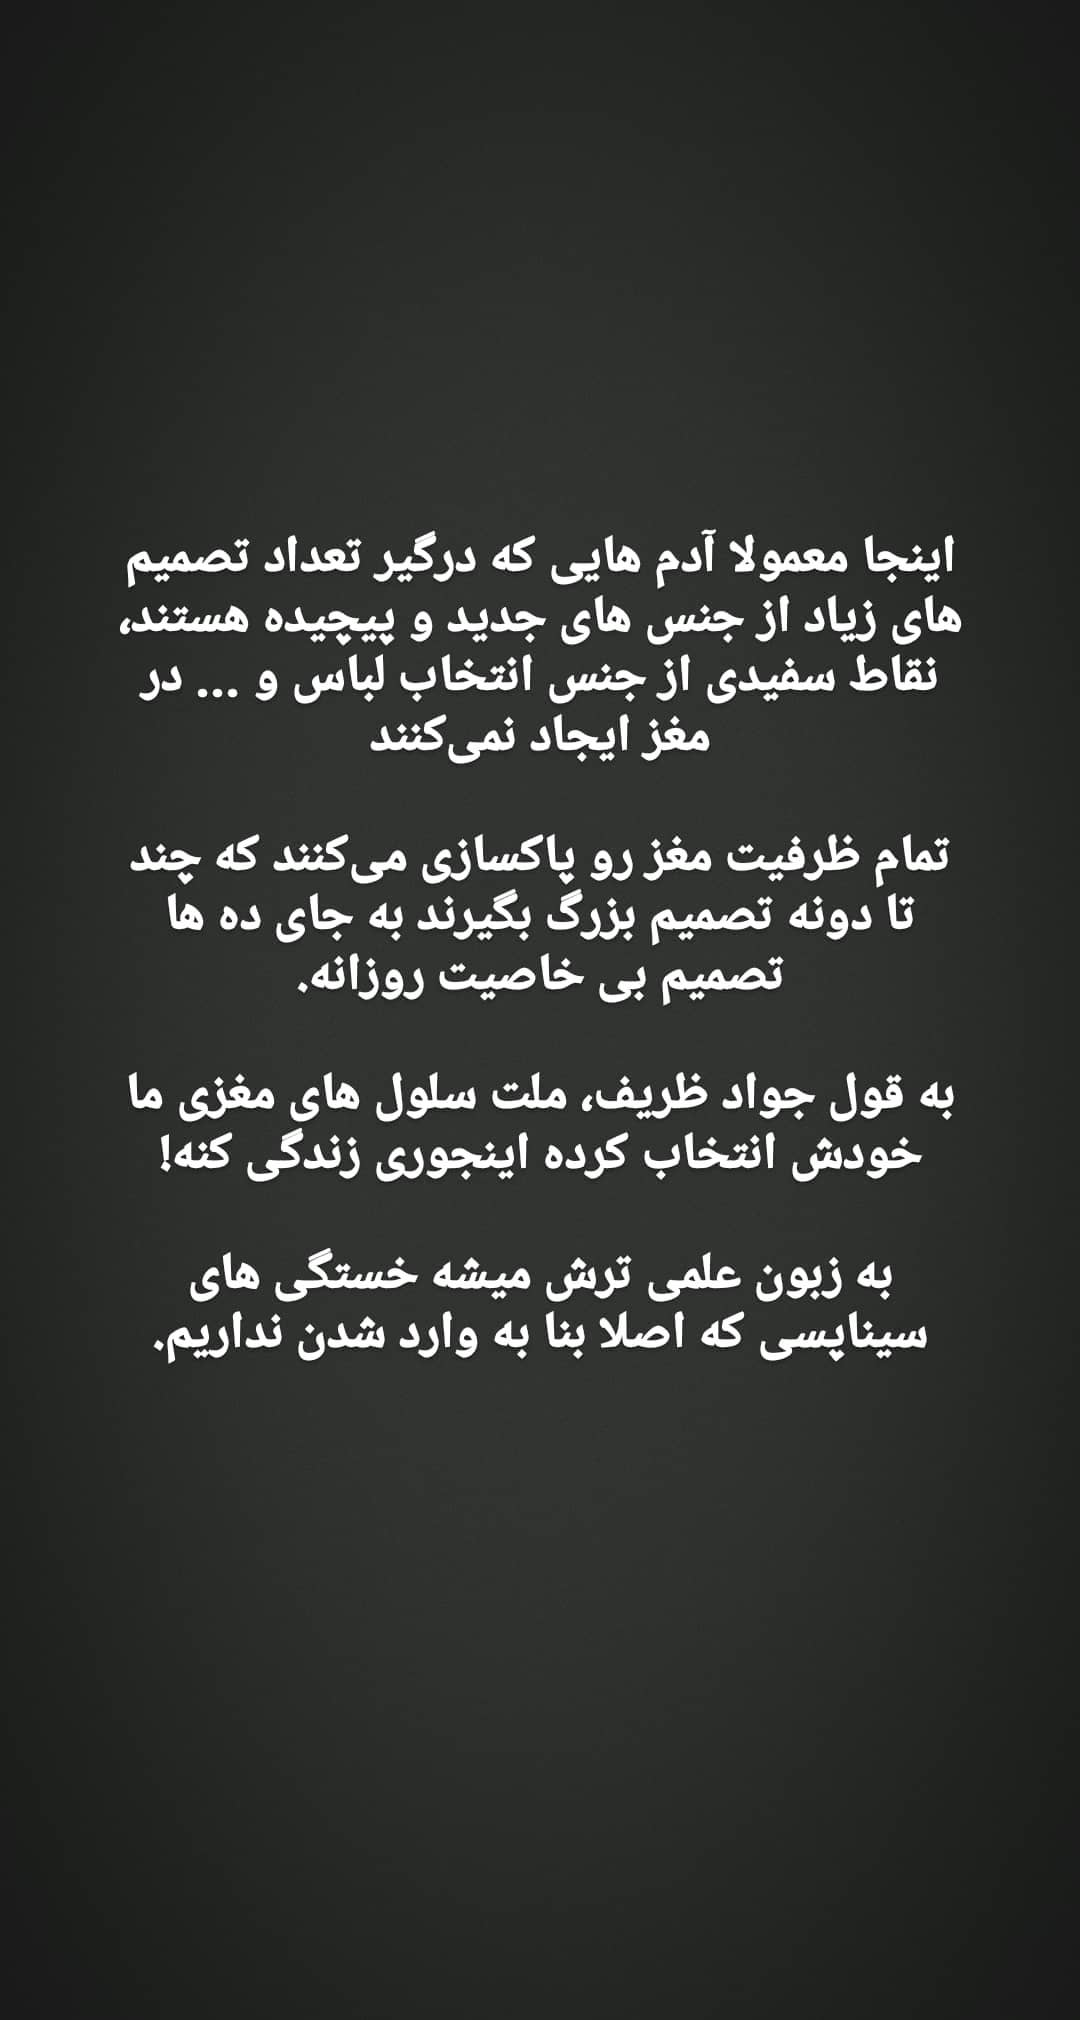 اینجا معمولا آدم هایی که درگیر تعداد تصمیم
های زیاد از جنس های جدید و پیچیده هستند،
نقاط سفیدی از جنس انتخاب لباس و ... در
مغز ایجاد نمی‌کنند
تمام ظرفیت مغز رو پاکسازی می‌کنند که چند
تا دونه تصمیم بزرگ بگیرند به جای ده ها
تصمیم بی خاصیت روزانه.
به قول جواد ظریف، ملت سلول های مغزی ما
خودش انتخاب کرده اینجوری زندگی کنه!
به زبون علمی ترش میشه خستگی های
سیناپسی که اصلا بنا به وارد شدن نداریم.